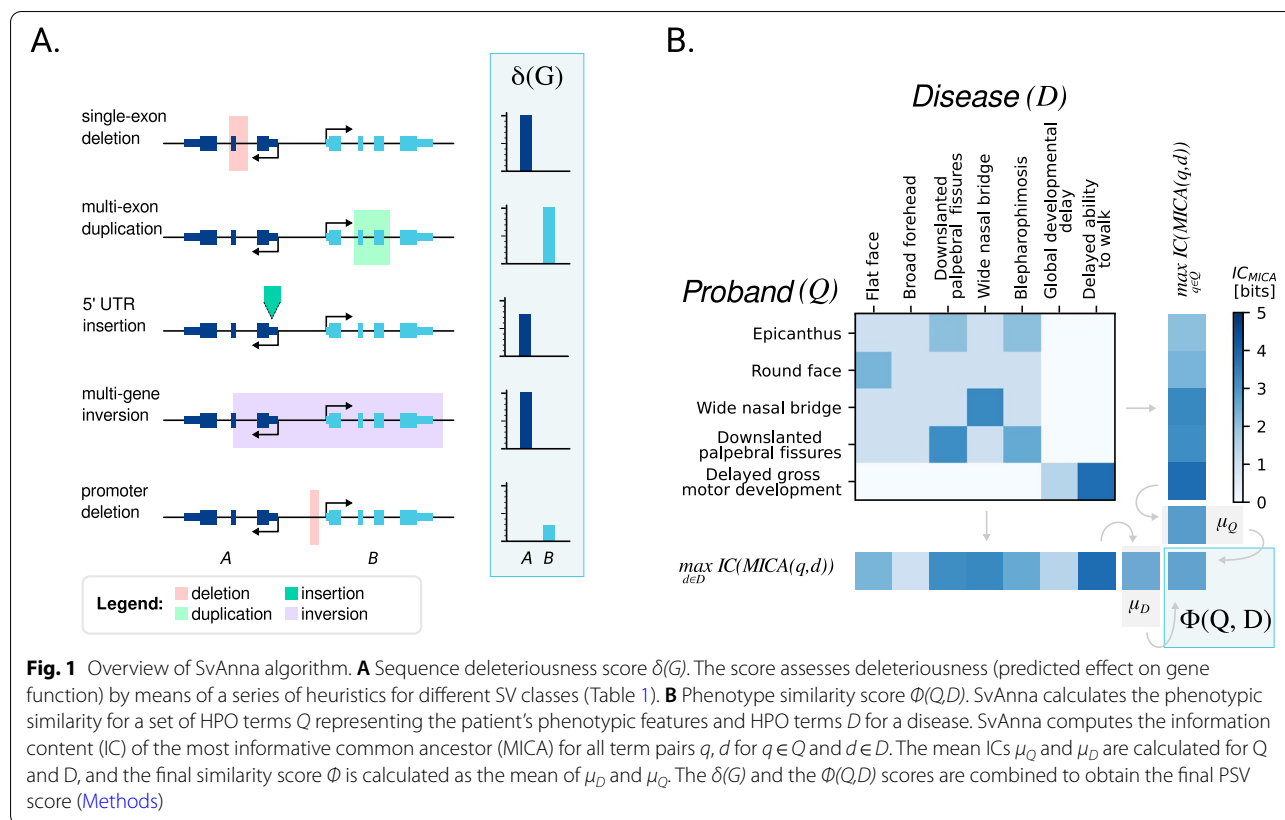 A.
δ(G)
single-exon
deletion
multi-exon
duplication
5' UTR
insertion
multi-gene
inversion
promoter
deletion
A
B
A B
Legend:
deletion
insertion
duplication
inversion
B.
Disease (D)
Flat face
Broad forehead
Downslanted
palpebral fissures
Wide nasal bridge
Blepharophimosis
Global developmental
delay
Delayed ability
to walk
max IC(MICA(q,d))
q∈Q
Proband (Q)
Epicanthus
Round face
Wide nasal bridge
Downslanted
palpebral fissures
Delayed gross
motor development
IC_MICA
[bits]
5
4
3
2
1
0
μ_Q
max IC(MICA(q,d))
d∈D
μ_D
Φ(Q, D)
Fig. 1 Overview of SvAnna algorithm. A Sequence deleteriousness score δ(G). The score assesses deleteriousness (predicted effect on gene
function) by means of a series of heuristics for different SV classes (Table 1). B Phenotype similarity score Φ(Q,D). SvAnna calculates the phenotypic
similarity for a set of HPO terms Q representing the patient's phenotypic features and HPO terms D for a disease. SvAnna computes the information
content (IC) of the most informative common ancestor (MICA) for all term pairs q, d for q ∈ Q and d ∈ D. The mean ICs μ_Q and μ_D are calculated for Q
and D, and the final similarity score Φ is calculated as the mean of μ_D and μ_Q. The δ(G) and the Φ(Q,D) scores are combined to obtain the final PSV
score (Methods)